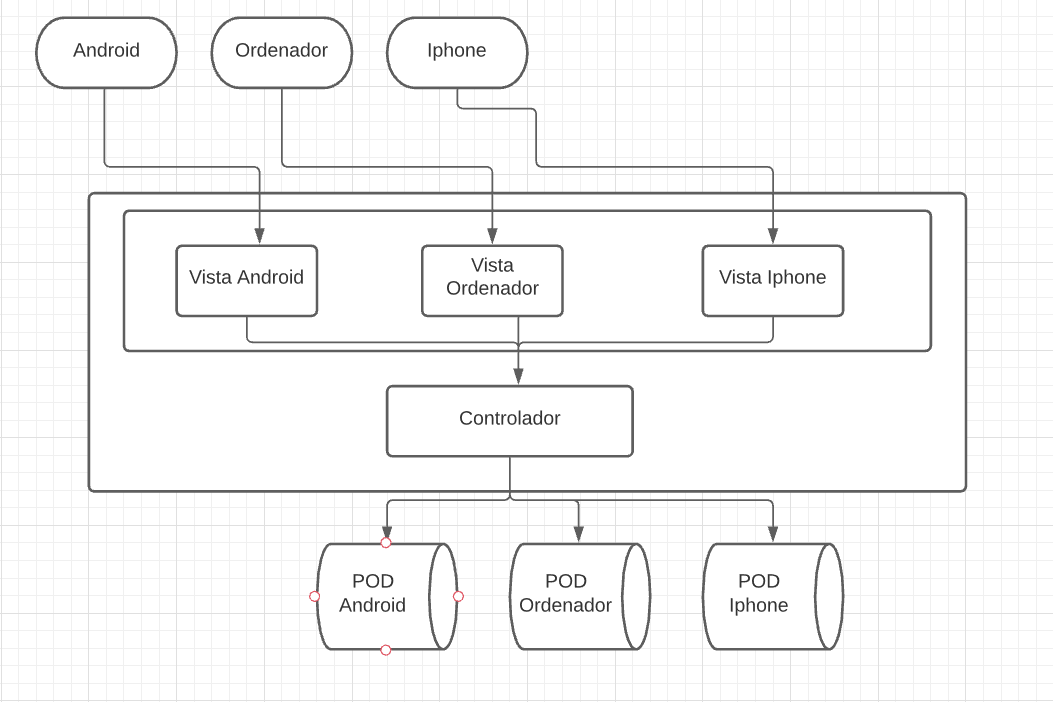 Android
Ordenador
Iphone
Vista Android
Vista
Ordenador
Vista Iphone
Controlador
POD
Android
POD
Ordenador
POD
Iphone